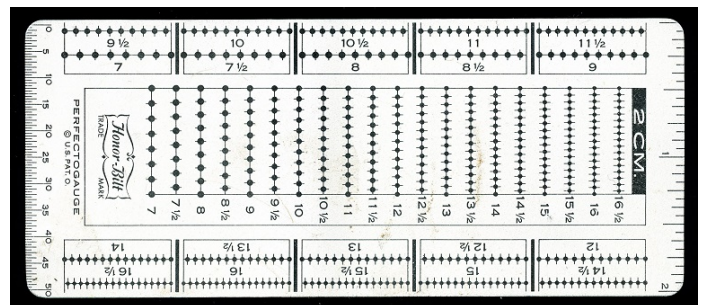 9 ½ 10 10 ½ 11 11 ½
7 7 ½ 8 8 ½ 9
0 5 10 15 20 25 30 35 40 45 50
PERFECTOGAUGE
© U.S. PAT. O.
TRADE
Honor-Bilt
MARK
2 CM.
7 7 ½ 8 8 ½ 9 9 ½ 10 10 ½ 11 11 ½ 12 12 ½ 13 13 ½ 14 14 ½ 15 15 ½ 16 16 ½
1
2
14 13 ½ 13 12 ½ 12
16 ½ 16 15 ½ 15 14 ½